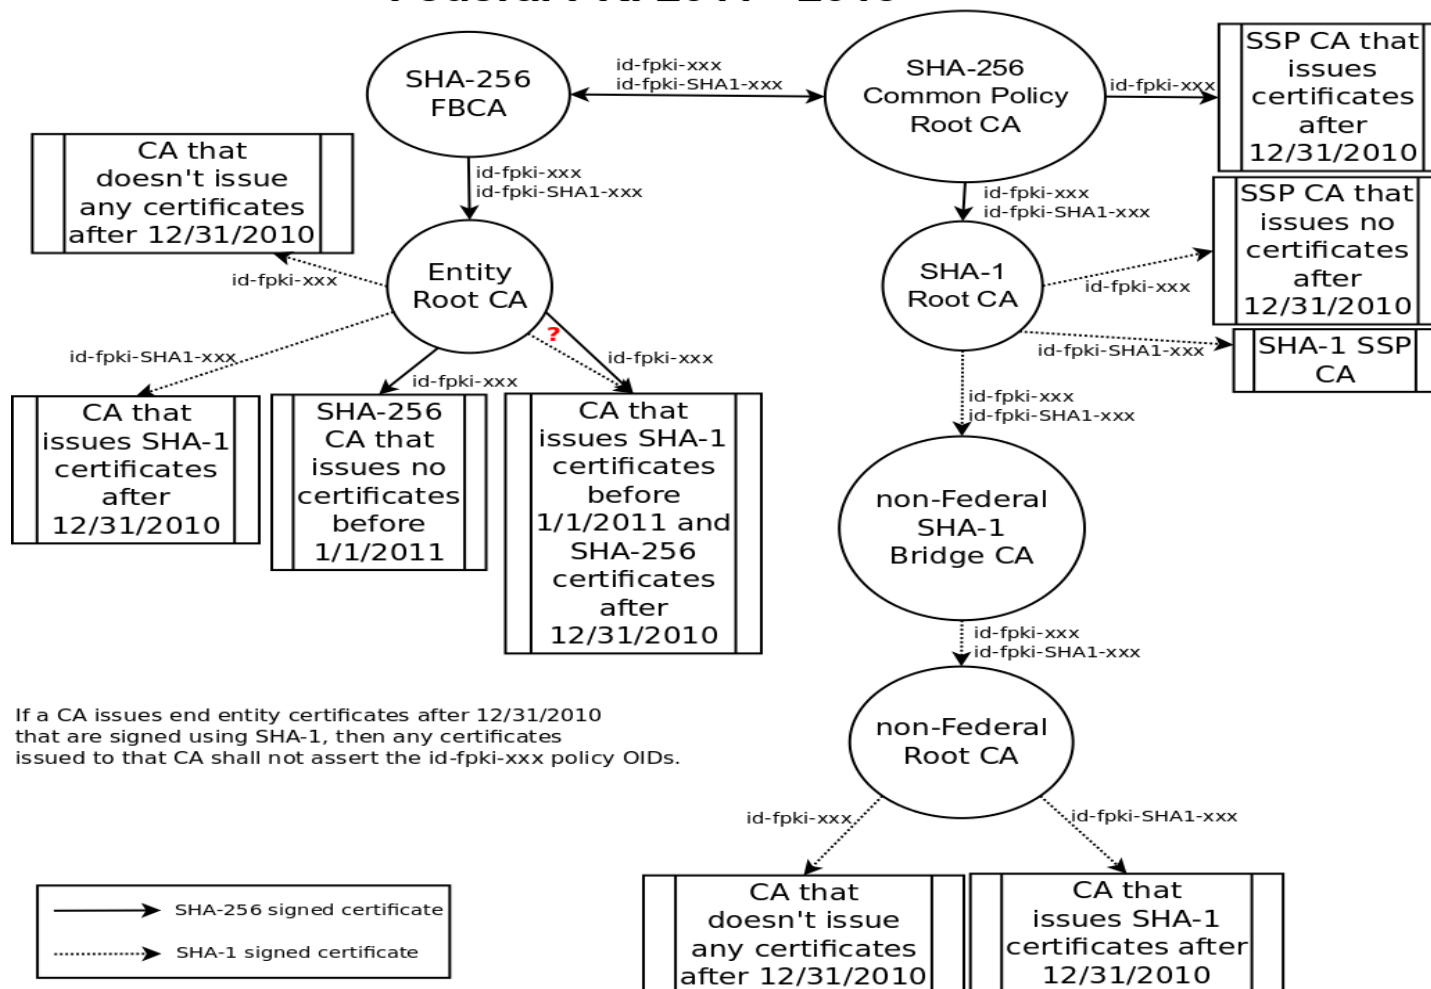 Federal PKI 2011 - 2013
id-fpki-xxx
id-fpki-SHA1-xxx
SHA-256
FBCA
SHA-256
Common Policy
Root CA
id-fpki-xxx
SSP CA that
issues
certificates
after
12/31/2010
CA that
doesn't issue
any certificates
after 12/31/2010
id-fpki-xxx
id-fpki-SHA1-xxx
id-fpki-xxx
id-fpki-SHA1-xxx
SSP CA that
issues no
certificates
after
12/31/2010
id-fpki-xxx
Entity
Root CA
SHA-1
Root CA
id-fpki-xxx
?
id-fpki-SHA1-xxx
id-fpki-xxx
id-fpki-xxx
id-fpki-SHA1-xxx
SHA-1 SSP
CA
id-fpki-xxx
id-fpki-SHA1-xxx
CA that
issues SHA-1
certificates
after
12/31/2010
SHA-256
CA that
issues no
certificates
before
1/1/2011
CA that
issues SHA-1
certificates
before
1/1/2011 and
SHA-256
certificates
after
12/31/2010
non-Federal
SHA-1
Bridge CA
id-fpki-xxx
id-fpki-SHA1-xxx
If a CA issues end entity certificates after 12/31/2010
that are signed using SHA-1, then any certificates
issued to that CA shall not assert the id-fpki-xxx policy OIDs.
non-Federal
Root CA
id-fpki-xxx
id-fpki-SHA1-xxx
CA that
doesn't issue
any certificates
after 12/31/2010
CA that
issues SHA-1
certificates after
12/31/2010
SHA-256 signed certificate
SHA-1 signed certificate